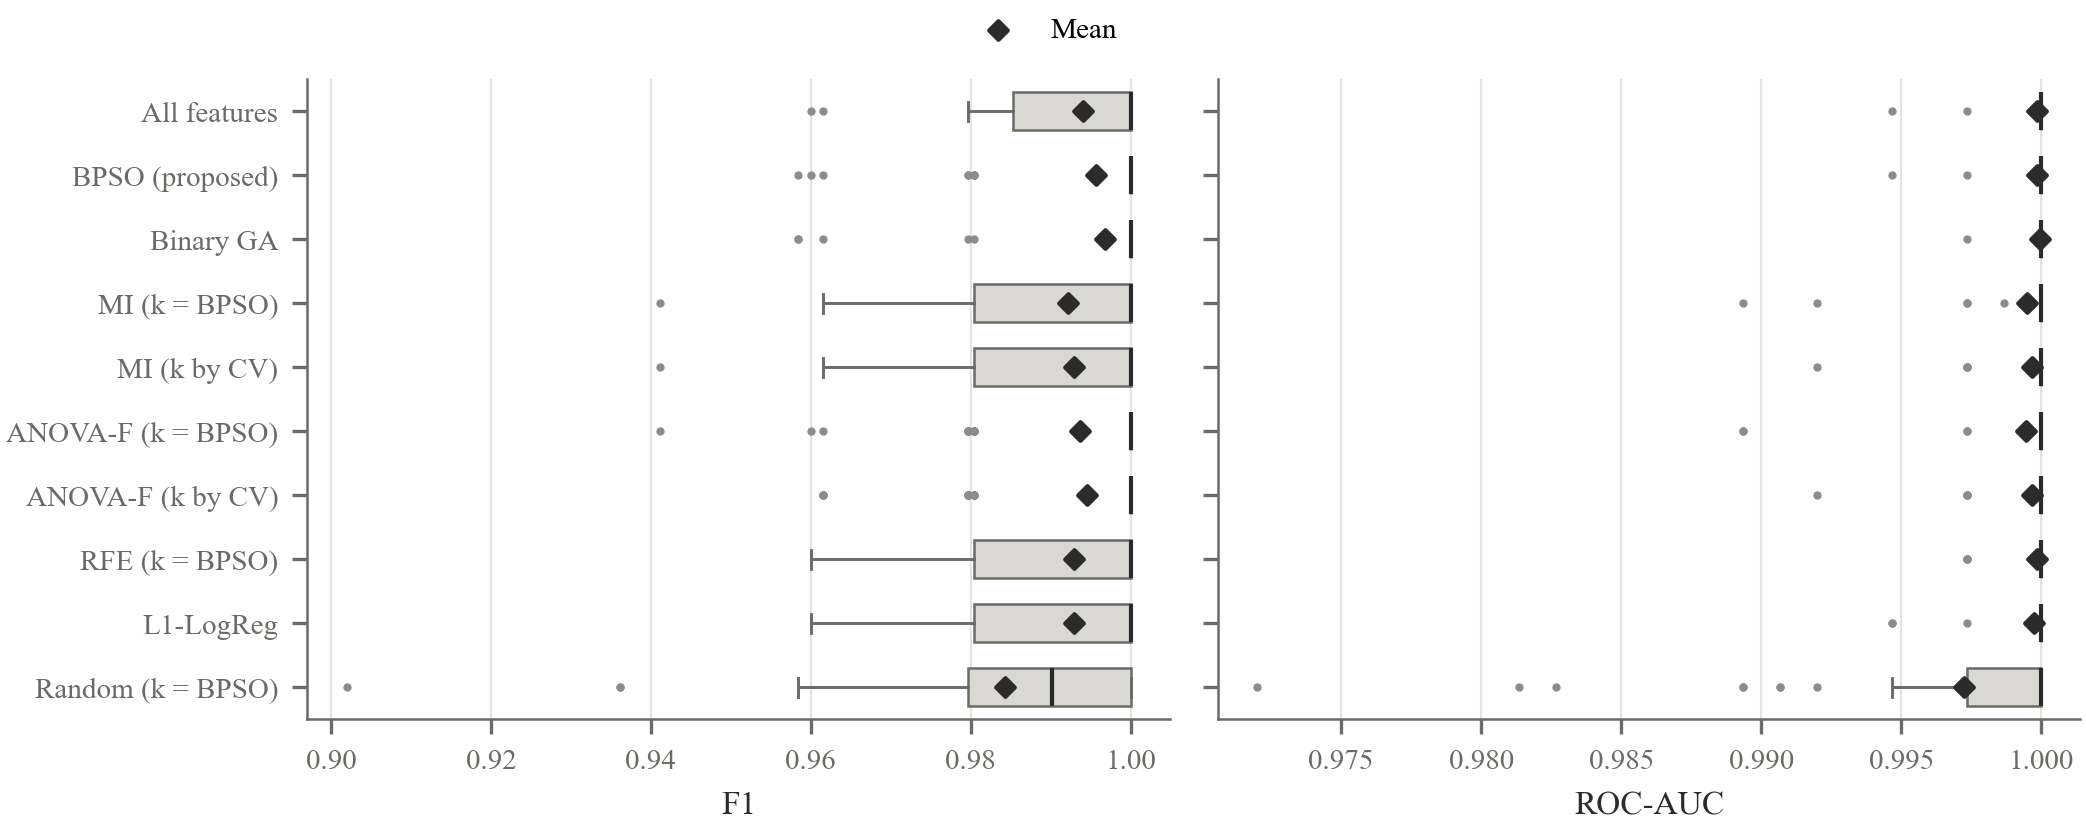 Mean
All features
BPSO (proposed)
Binary GA
MI (k = BPSO)
MI (k by CV)
ANOVA-F (k = BPSO)
ANOVA-F (k by CV)
RFE (k = BPSO)
L1-LogReg
Random (k = BPSO)
0.90 0.92 0.94 0.96 0.98 1.00
F1
0.975 0.980 0.985 0.990 0.995 1.000
ROC-AUC